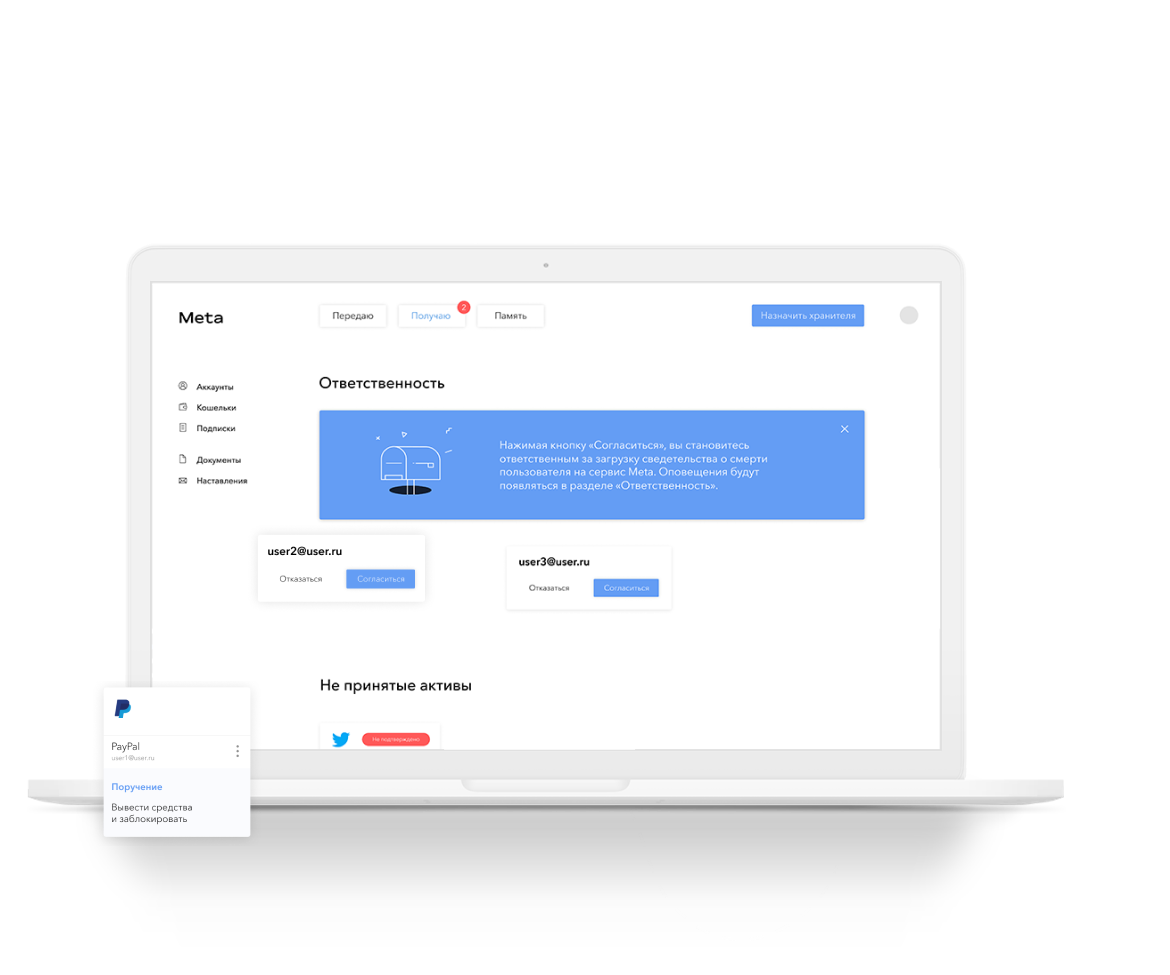 Meta
Передаю
Получаю
2
Память
Назначить хранителя
Аккаунты
Кошельки
Подписки
Документы
Наставления
Ответственность
Нажимая кнопку «Согласиться», вы становитесь
ответственным за загрузку свидетельства о смерти
пользователя на сервис Meta. Оповещения будут
появляться в разделе «Ответственность».
user2@user.ru
Отказаться
Согласиться
user3@user.ru
Отказаться
Согласиться
Не принятые активы
Не подтверждено
PayPal
user1@user.ru
Поручение
Вывести средства
и заблокировать